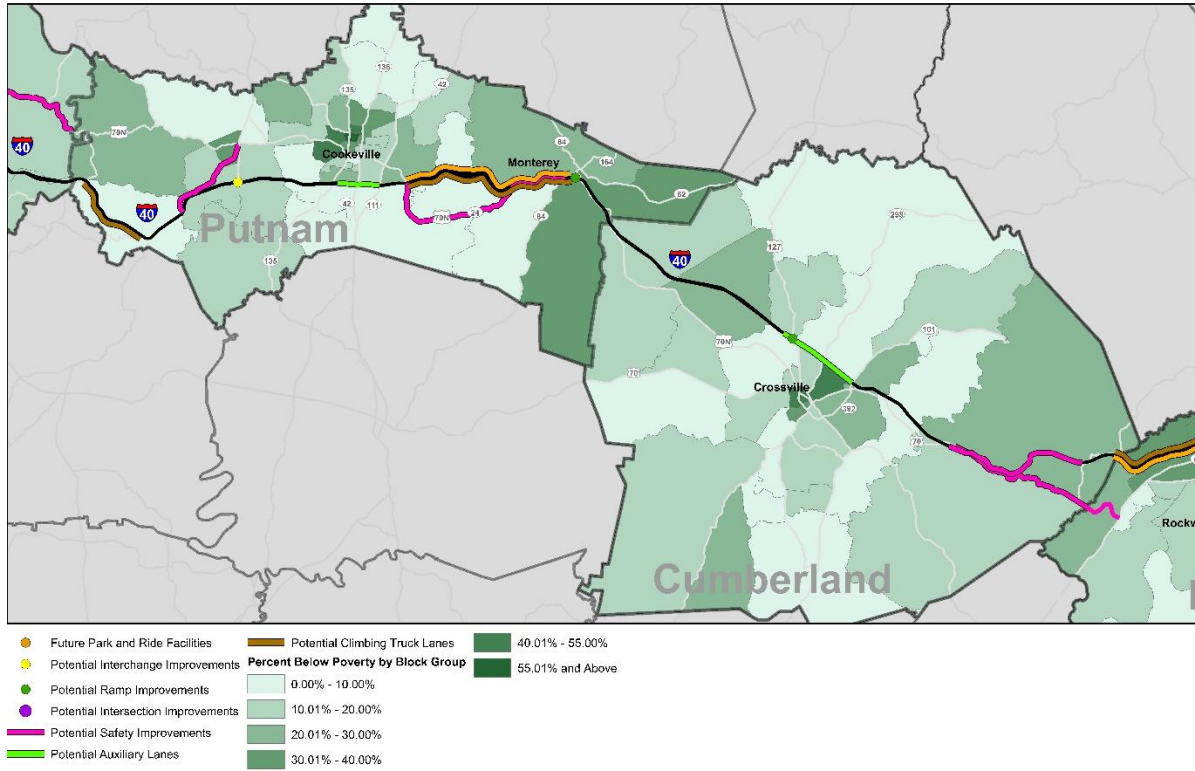 136
135
42
84
164
62
70N
40
Cookeville
Monterey
40
Putnam
42
111
70N
24
84
135
40
127
298
101
70N
70
Crossville
392
70
Rockw
Cumberland
Future Park and Ride Facilities
Potential Interchange Improvements
Potential Ramp Improvements
Potential Intersection Improvements
Potential Safety Improvements
Potential Auxiliary Lanes
Potential Climbing Truck Lanes
Percent Below Poverty by Block Group
0.00% - 10.00%
10.01% - 20.00%
20.01% - 30.00%
30.01% - 40.00%
40.01% - 55.00%
55.01% and Above